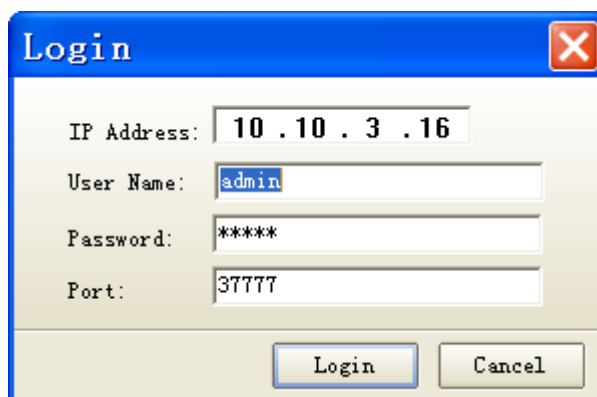 Login
IP Address: 10 .10 . 3 .16
User Name: admin
Password: *****
Port: 37777
Login Cancel